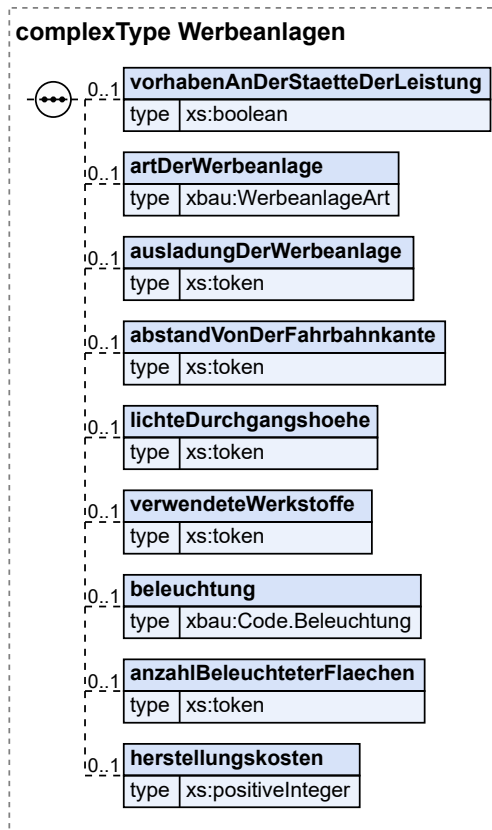 complexType Werbeanlagen
0..1 vorhabenAnDerStaetteDerLeistung
type xs:boolean
0..1 artDerWerbeanlage
type xbau:WerbeanlageArt
0..1 ausladungDerWerbeanlage
type xs:token
0..1 abstandVonDerFahrbahnkante
type xs:token
0..1 lichteDurchgangshoehe
type xs:token
0..1 verwendeteWerkstoffe
type xs:token
0..1 beleuchtung
type xbau:Code.Beleuchtung
0..1 anzahlBeleuchteterFlaechen
type xs:token
0..1 herstellungskosten
type xs:positiveInteger